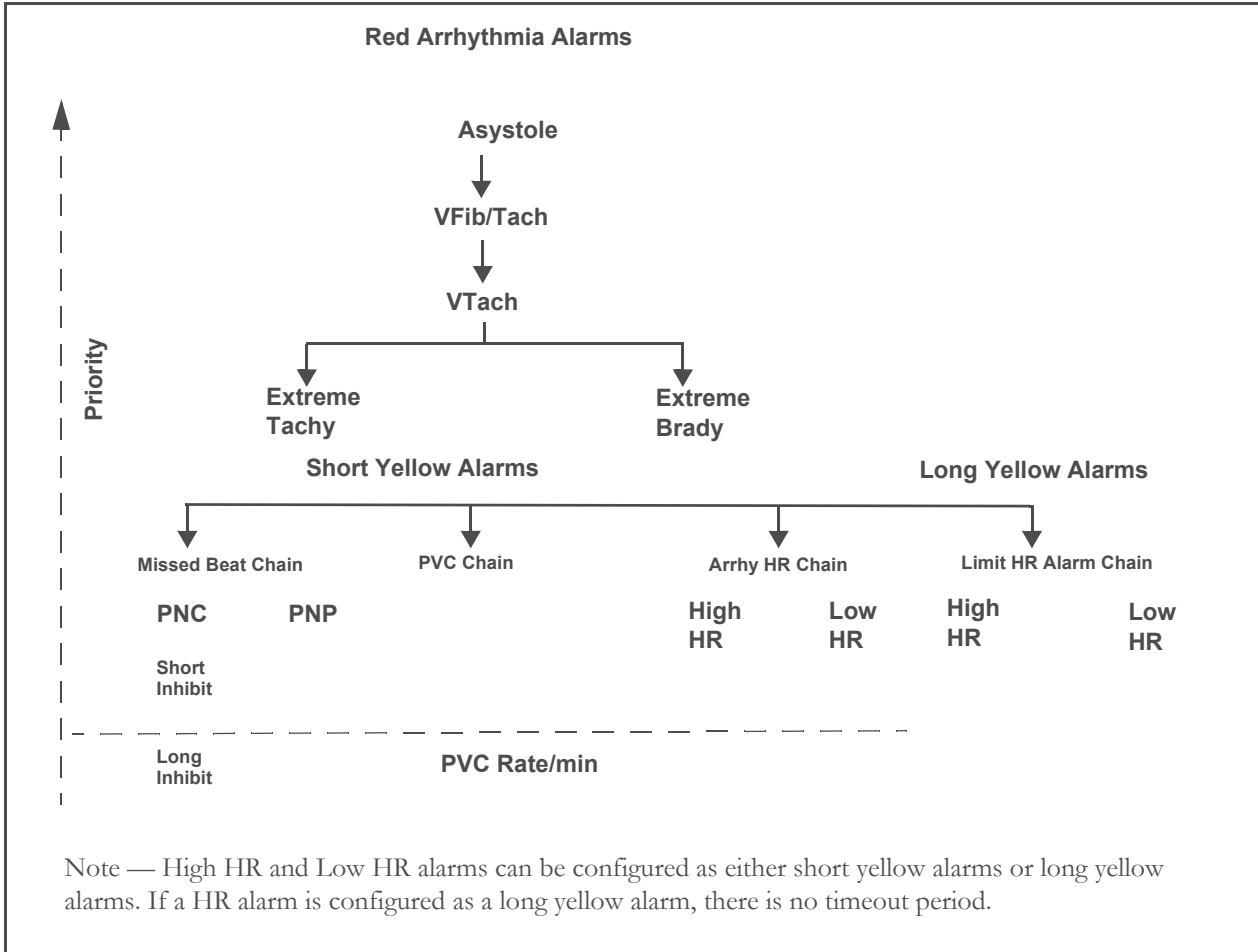 Red Arrhythmia Alarms
Asystole
VFib/Tach
VTach
Priority
Extreme
Tachy
Extreme
Brady
Short Yellow Alarms
Long Yellow Alarms
Missed Beat Chain
PVC Chain
Arrhy HR Chain
Limit HR Alarm Chain
PNC
PNP
High
HR
Low
HR
High
HR
Low
HR
Short
Inhibit
Long
Inhibit
PVC Rate/min
Note — High HR and Low HR alarms can be configured as either short yellow alarms or long yellow
alarms. If a HR alarm is configured as a long yellow alarm, there is no timeout period.